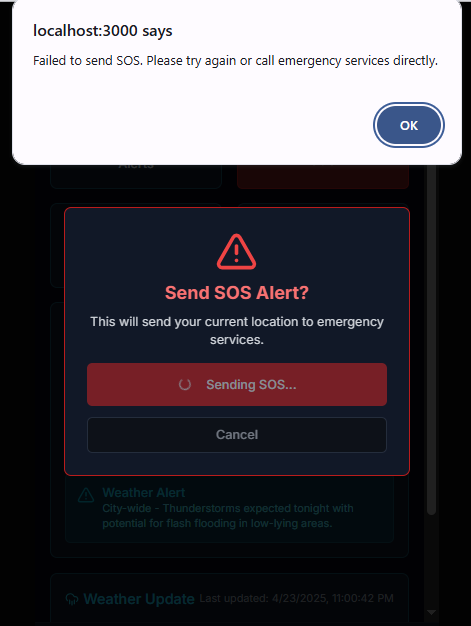 localhost:3000 says
Failed to send SOS. Please try again or call emergency services directly.
OK
Alerts
Send SOS Alert?
This will send your current location to emergency
services.
Sending SOS...
Cancel
Weather Alert
City-wide - Thunderstorms expected tonight with
potential for flash flooding in low-lying areas.
Weather Update Last updated: 4/23/2025, 11:00:42 PM